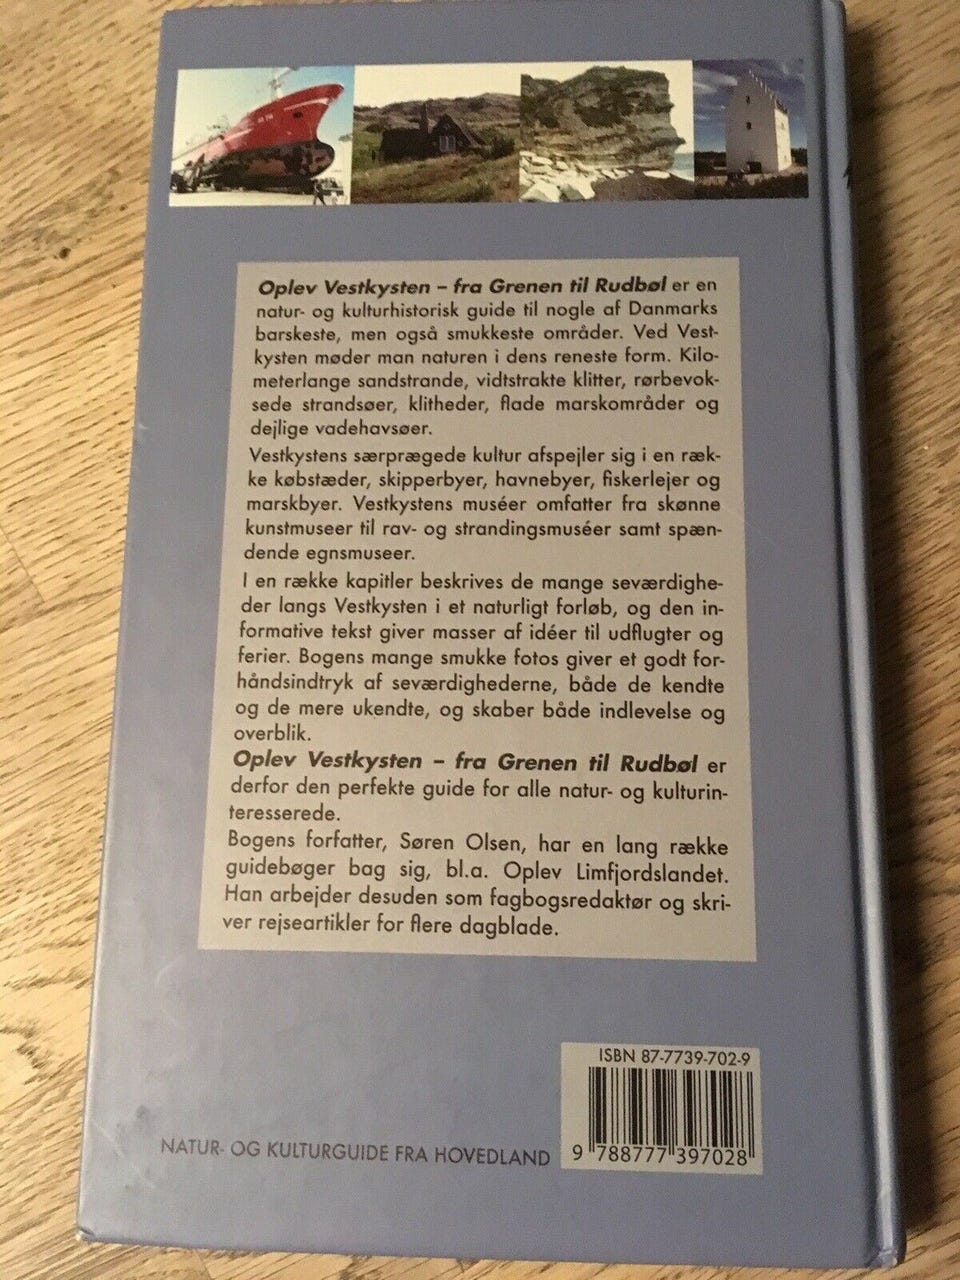 Oplev Vestkysten – fra Grenen til Rudbøl er en
natur- og kulturhistorisk guide til nogle af Danmarks
barskeste, men også smukkeste områder. Ved Vest-
kysten møder man naturen i dens reneste form. Kilo-
meterlange sandstrande, vidtstrakte klitter, rørbevok-
sede strandsøer, klitheder, flade marskområder og
dejlige vadehavsøer.
Vestkystens særprægede kultur afspejler sig i en ræk-
ke købstæder, skipperbyer, havnebyer, fiskerlejer og
marskbyer. Vestkystens muséer omfatter fra skønne
kunstmuseer til rav- og strandingsmuséer samt spæn-
dende egnsmuseer.
I en række kapitler beskrives de mange seværdighe-
der langs Vestkysten i et naturligt forløb, og den in-
formative tekst giver masser af idéer til udflugter og
ferier. Bogens mange smukke fotos giver et godt for-
håndsindtryk af seværdighederne, både de kendte
og de mere ukendte, og skaber både indlevelse og
overblik.
Oplev Vestkysten – fra Grenen til Rudbøl er
derfor den perfekte guide for alle natur- og kulturin-
teresserede.
Bogens forfatter, Søren Olsen, har en lang række
guidebøger bag sig, bl.a. Oplev Limfjordslandet.
Han arbejder desuden som fagbogsredaktør og skri-
ver rejseartikler for flere dagblade.
ISBN 87-7739-702-9
9 788777 397028
NATUR- OG KULTURGUIDE FRA HOVEDLAND